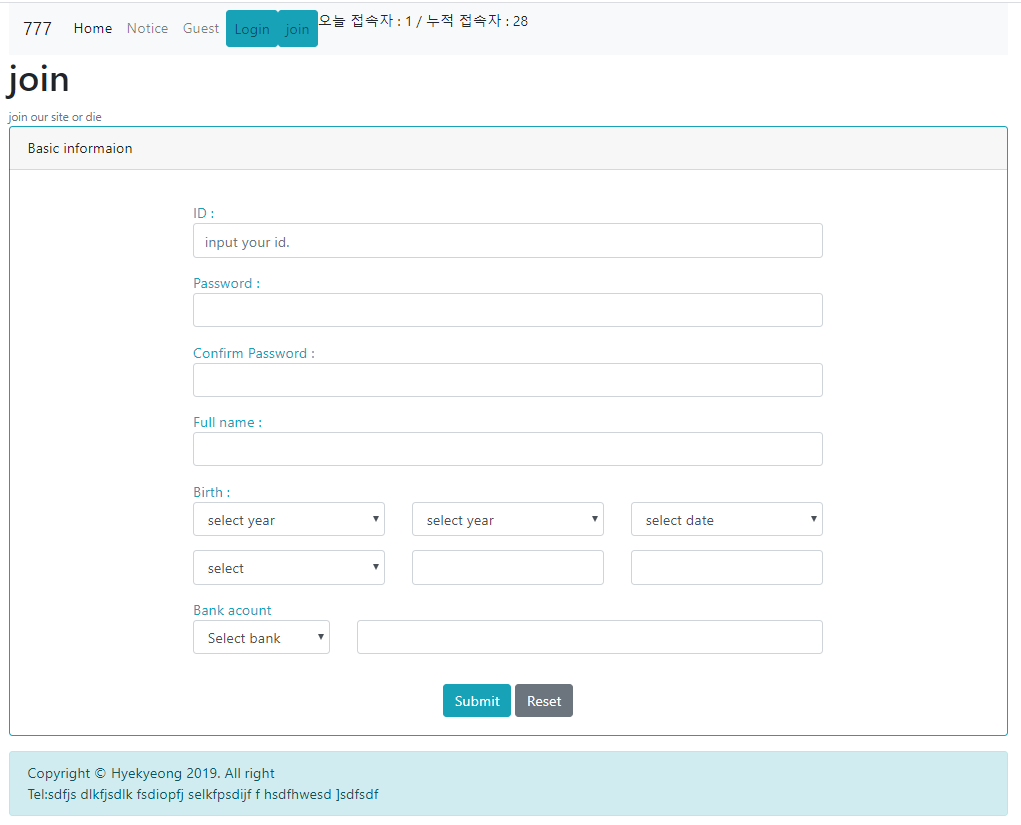 777 Home Notice Guest Login join 오늘 접속자 : 1 / 누적 접속자 : 28
join
join our site or die
Basic informaion
ID :
input your id.
Password :
Confirm Password :
Full name :
Birth :
select year select year select date
select
Bank acount
Select bank
Submit Reset
Copyright © Hyekyeong 2019. All right
Tel:sdfjs dlkfjsdlk fsdiopfj selkfpsdijf f hsdfhwesd ]sdfsdf